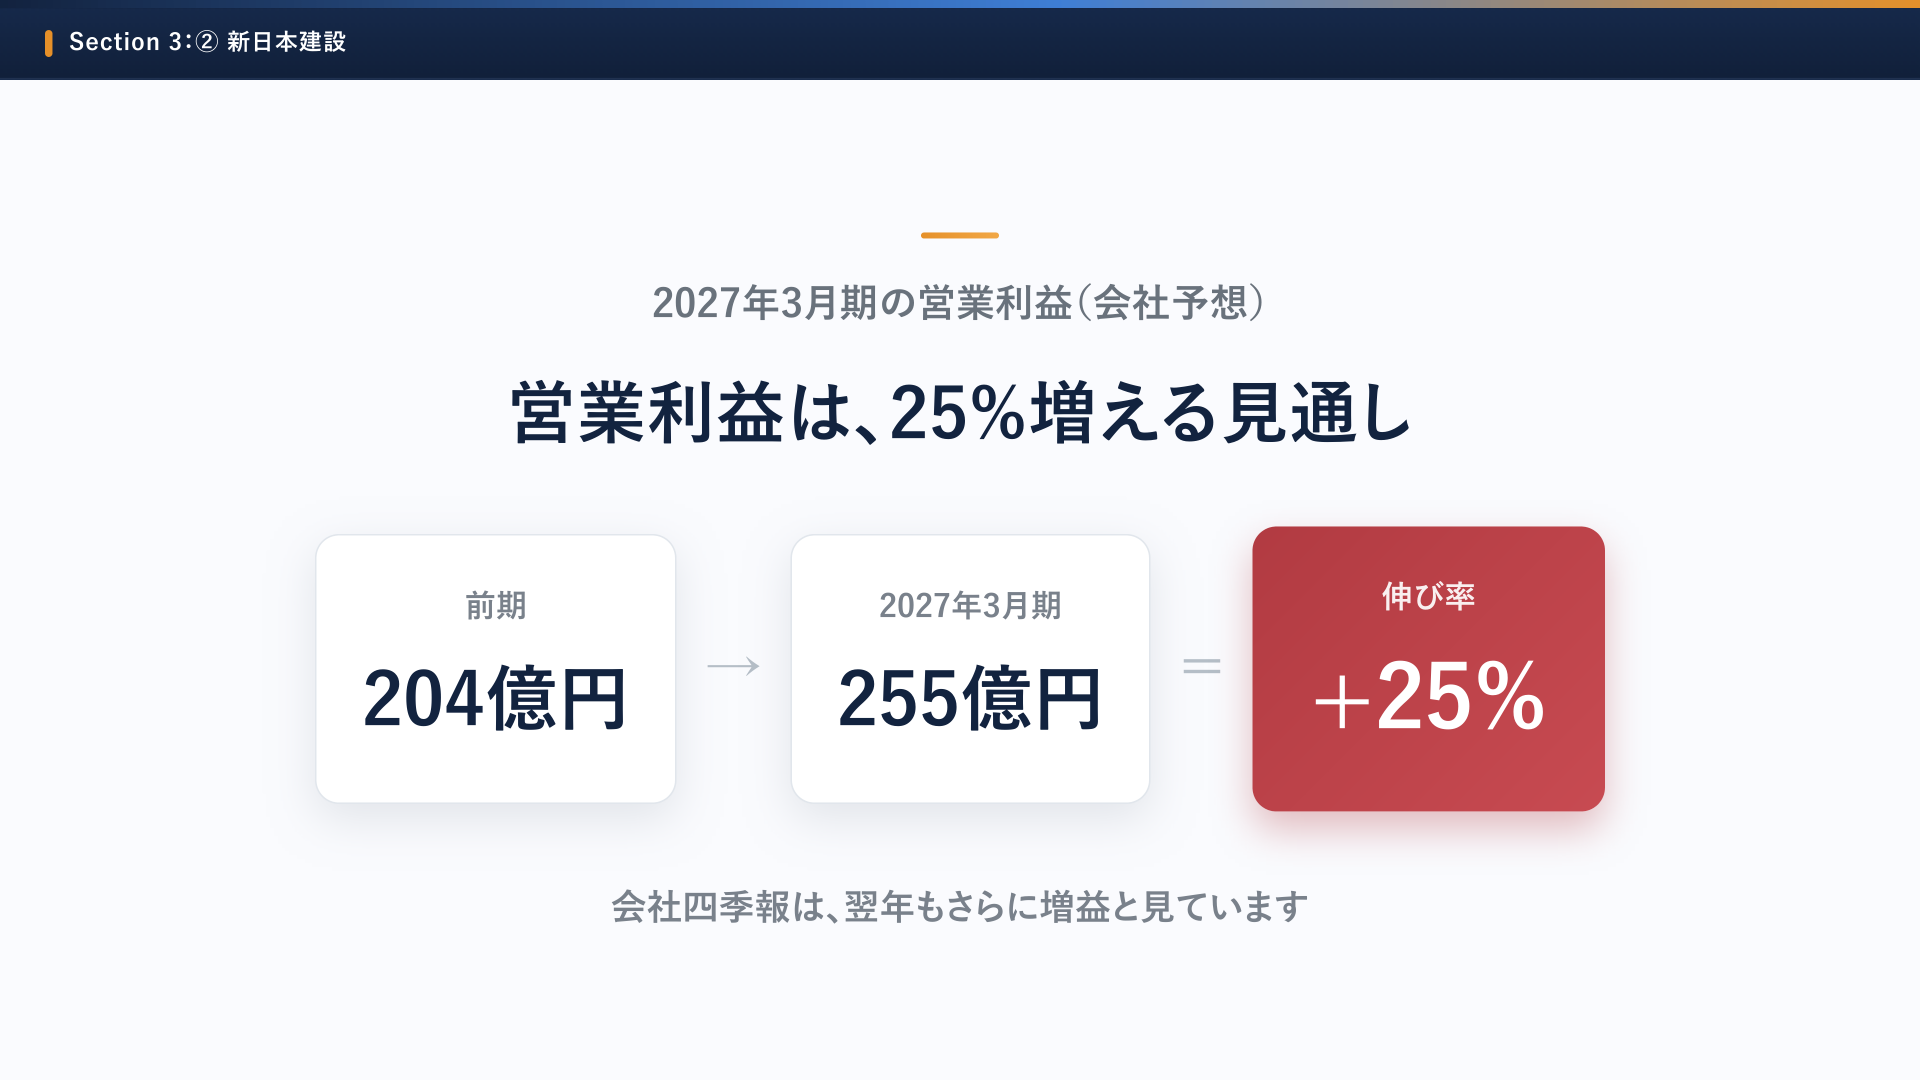 Section 3：② 新日本建設
2027年3月期の営業利益（会社予想）
営業利益は、25%増える見通し
前期
204億円
→
2027年3月期
255億円
＝
伸び率
＋25%
会社四季報は、翌年もさらに増益と見ています